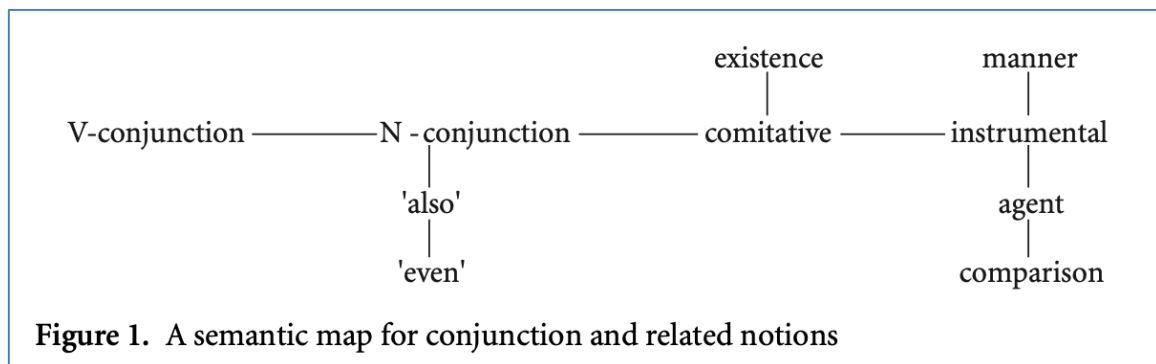 existence manner
V-conjunction N - conjunction comitative instrumental
'also' agent
'even' comparison
Figure 1. A semantic map for conjunction and related notions